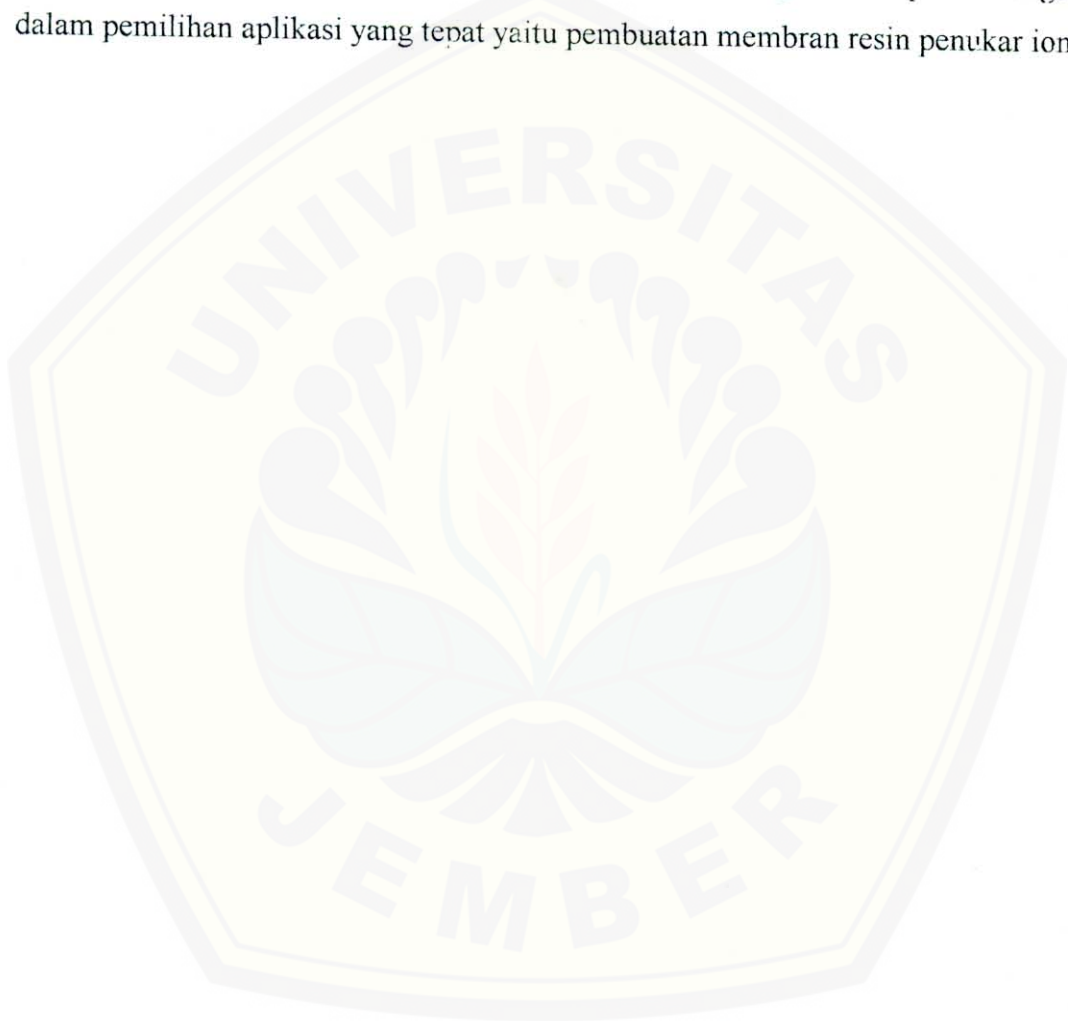 dalam pemilihan aplikasi yang tepat yaitu pembuatan membran resin penukar ion
UNIVERSITAS
JEMBER